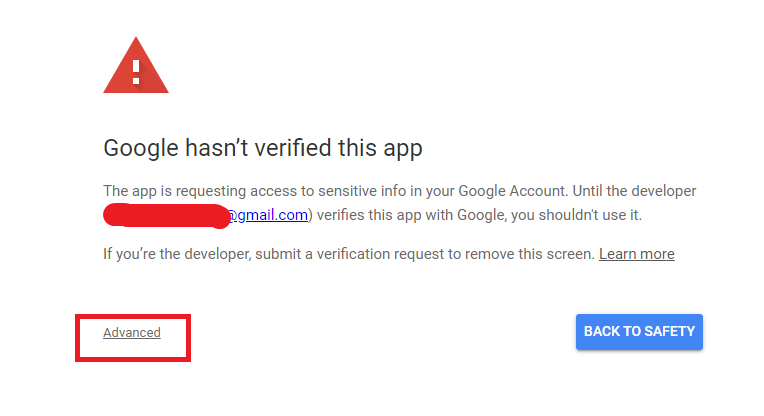 Google hasn’t verified this app
The app is requesting access to sensitive info in your Google Account. Until the developer
@gmail.com) verifies this app with Google, you shouldn't use it.
If you’re the developer, submit a verification request to remove this screen. Learn more
Advanced
BACK TO SAFETY